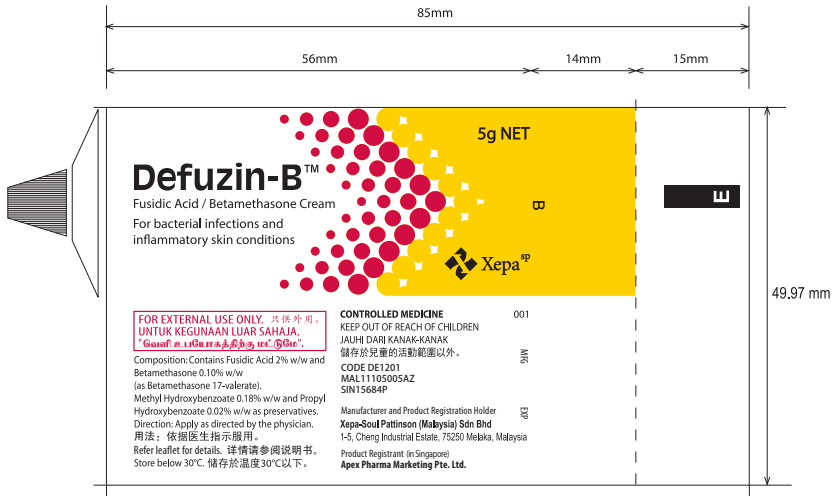 85mm
56mm
14mm
15mm
5g NET
Defuzin-B™
Fusidic Acid / Betamethasone Cream
For bacterial infections and
inflammatory skin conditions
B
E
Xepa sp
49.97 mm
FOR EXTERNAL USE ONLY. 只供外用。
UNTUK KEGUNAAN LUAR SAHAJA.
"வெளி உபயோகத்திற்கு மட்டுமே".
Composition: Contains Fusidic Acid 2% w/w and
Betamethasone 0.10% w/w
(as Betamethasone 17-valerate).
Methyl Hydroxybenzoate 0.18% w/w and Propyl
Hydroxybenzoate 0.02% w/w as preservatives.
Direction: Apply as directed by the physician.
用法：依据医生指示服用。
Refer leaflet for details. 详情请参阅说明书。
Store below 30°C. 储存於温度30°C以下。
CONTROLLED MEDICINE
001
KEEP OUT OF REACH OF CHILDREN
JAUHI DARI KANAK-KANAK
儲存於兒童的活動範圍以外。
CODE DE1201
MAL11105005AZ
SIN15684P
MFG
EXP
Manufacturer and Product Registration Holder
Xepa-Soul Pattinson (Malaysia) Sdn Bhd
1-5, Cheng Industrial Estate, 75250 Melaka, Malaysia
Product Registrant (in Singapore)
Apex Pharma Marketing Pte. Ltd.